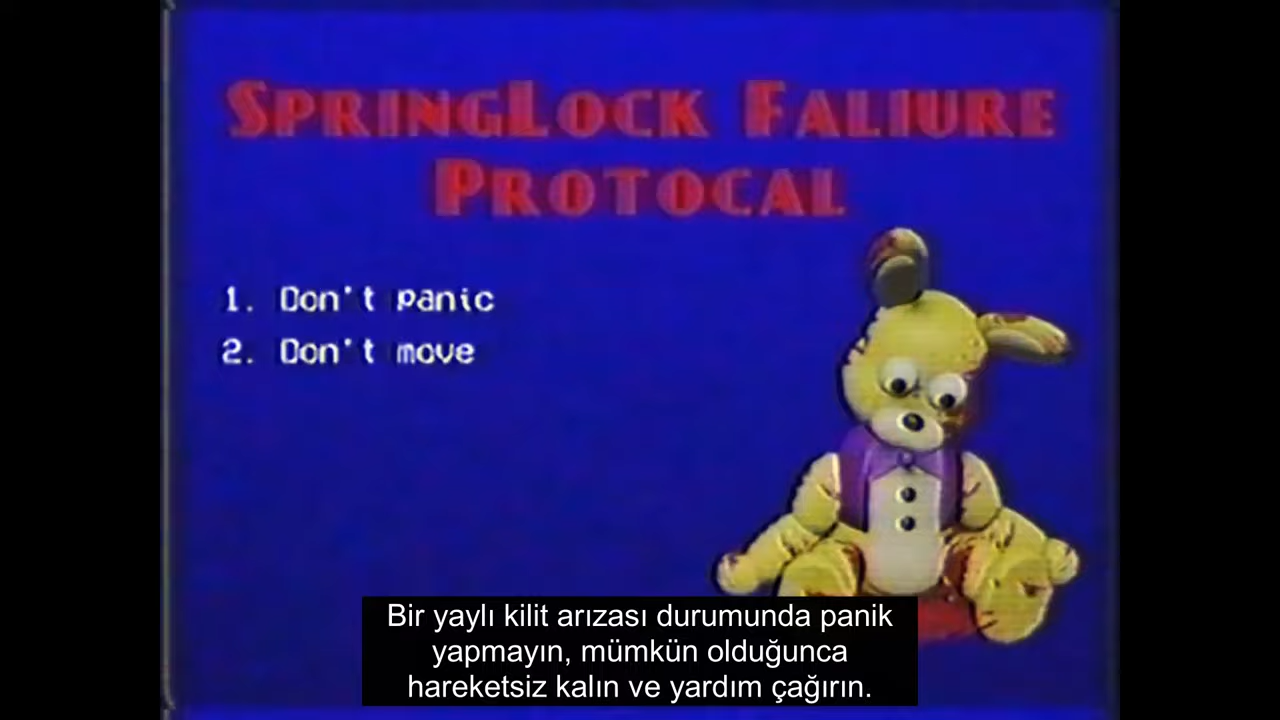 SpringLock Faliure
Protocal
1. Don't panic
2. Don't move
Bir yaylı kilit arızası durumunda panik
yapmayın, mümkün olduğunca
hareketsiz kalın ve yardım çağırın.